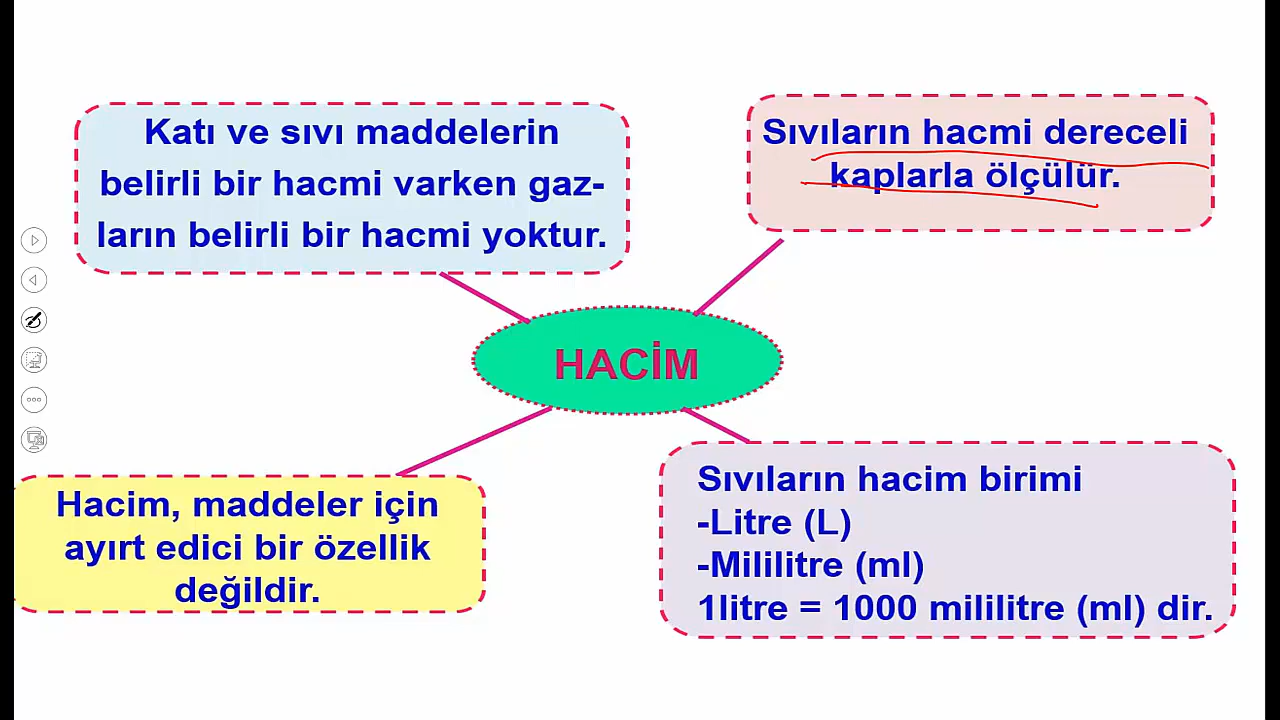 Katı ve sıvı maddelerin
belirli bir hacmi varken gaz-
ların belirli bir hacmi yoktur.
Sıvıların hacmi dereceli
kaplarla ölçülür.
HACİM
Hacim, maddeler için
ayırt edici bir özellik
değildir.
Sıvıların hacim birimi
-Litre (L)
-Mililitre (ml)
1litre = 1000 mililitre (ml) dir.